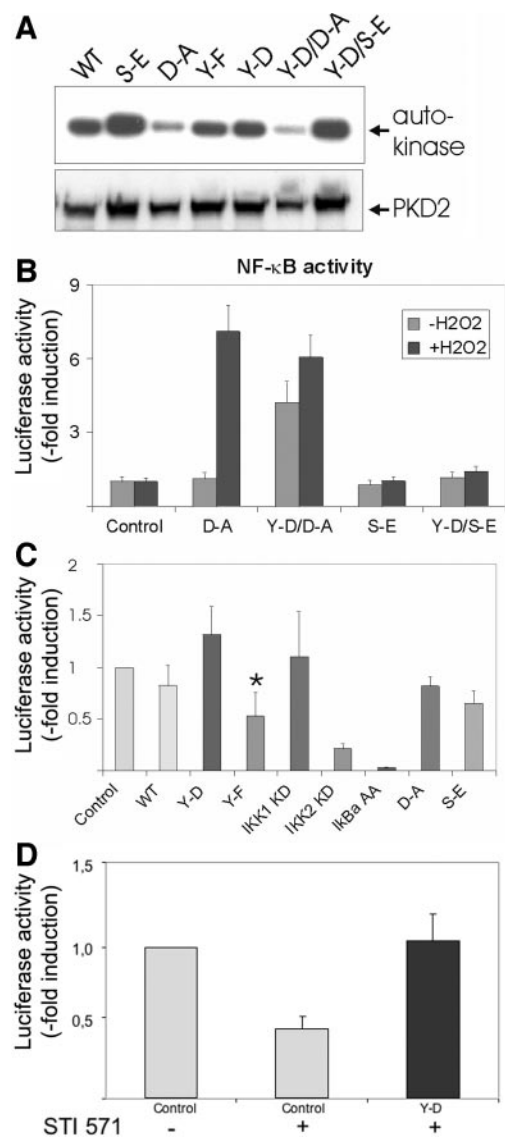 A
WT S-E D-A Y-F Y-D Y-D/D-A Y-D/S-E
auto-
kinase
PKD2
B
NF-κB activity
Luciferase activity
(-fold induction)
9
6
3
-H2O2
+H2O2
Control D-A Y-D/D-A S-E Y-D/S-E
C
Luciferase activity
(-fold induction)
2
1.5
1
0.5
*
Control WT Y-D Y-F IKK1 KD IKK2 KD IkBa AA D-A S-E
D
Luciferase activity
(-fold induction)
1,5
1,0
0,5
Control Control Y-D
STI 571 - + +